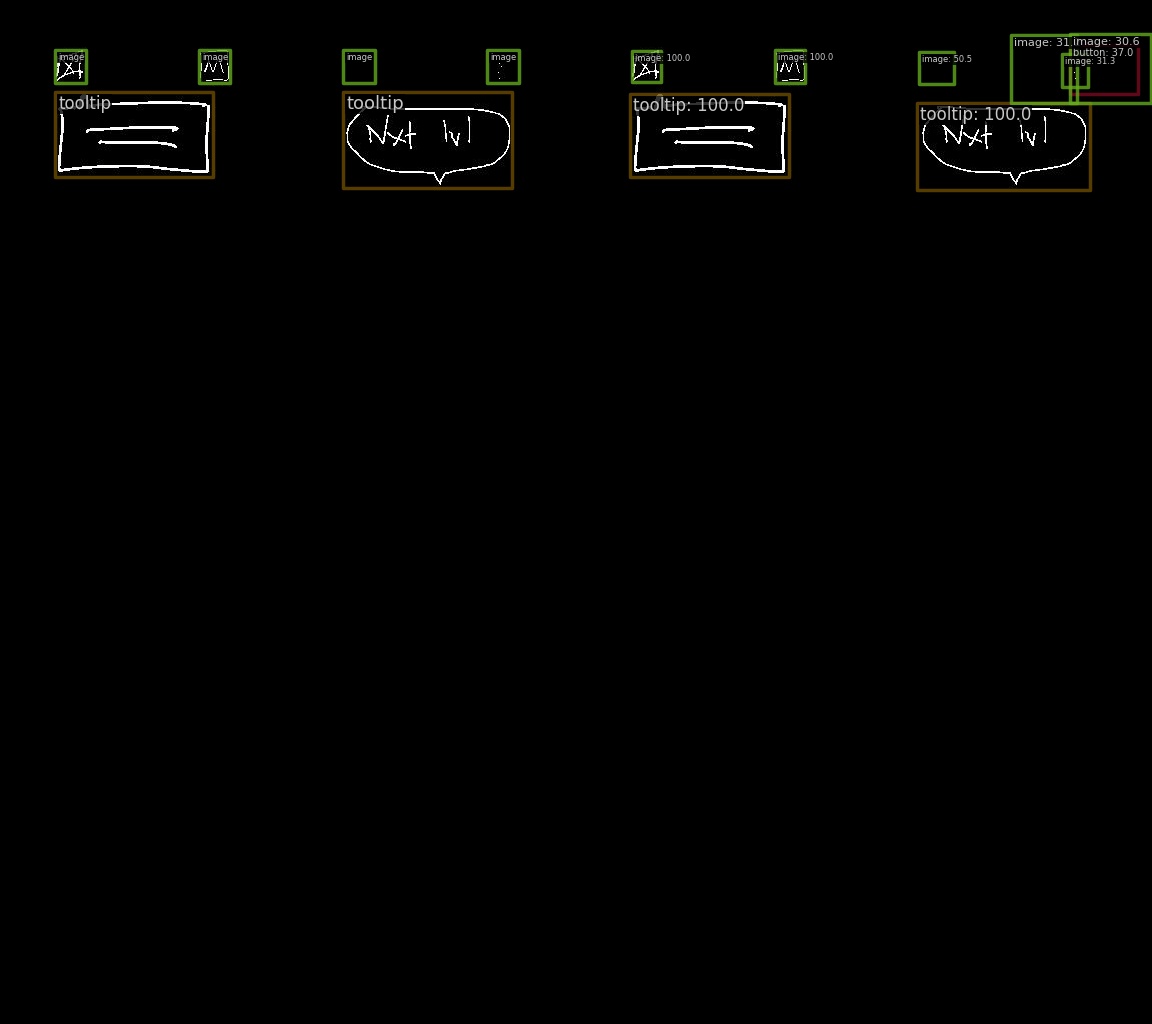 image image image image image: 100.0 image: 100.0 image: 50.5 image: 31. image: 30.6
button: 37.0
image: 31.3
tooltip tooltip tooltip: 100.0 tooltip: 100.0
Nxt lvl Nxt lvl